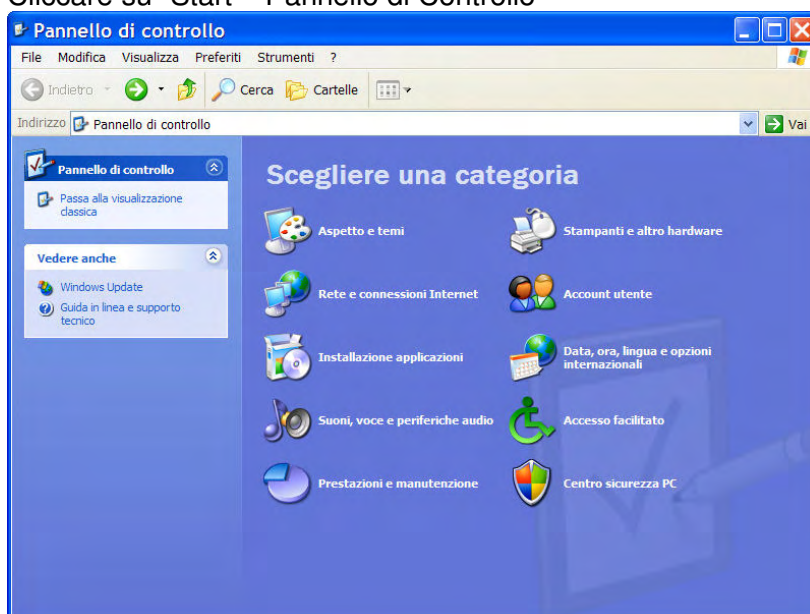 Cliccare su "Start – Pannello di Controllo"
Pannello di controllo
File Modifica Visualizza Preferiti Strumenti ?
Indietro Cerca Cartelle
Indirizzo Pannello di controllo Vai
Pannello di controllo
Passa alla visualizzazione
classica
Vedere anche
Windows Update
Guida in linea e supporto
tecnico
Scegliere una categoria
Aspetto e temi
Stampanti e altro hardware
Rete e connessioni Internet
Account utente
Installazione applicazioni
Data, ora, lingua e opzioni
internazionali
Suoni, voce e periferiche audio
Accesso facilitato
Prestazioni e manutenzione
Centro sicurezza PC